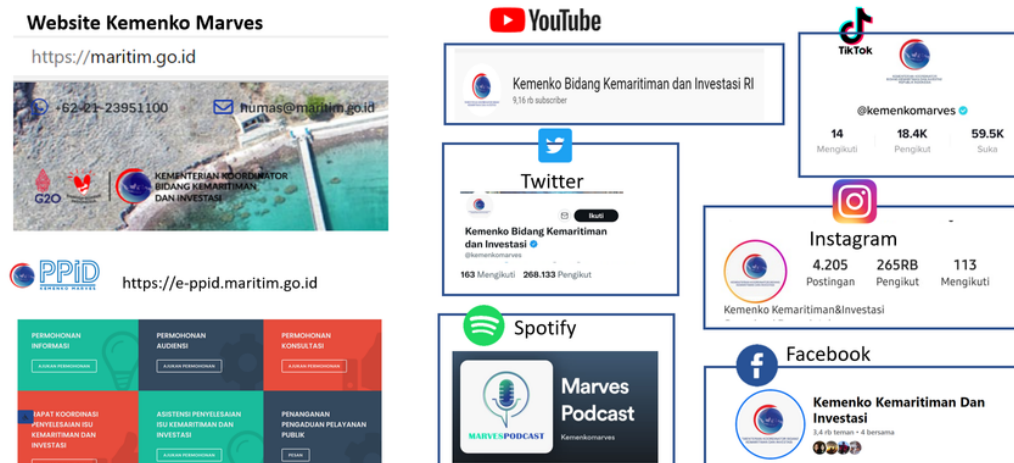 Website Kemenko Marves
https://maritim.go.id
+62-21-23951100
humas@maritim.go.id
G20
KEMENTERIAN KOORDINATOR
BIDANG KEMARITIMAN
DAN INVESTASI
PPiD
KEMENKO MARVES
https://e-ppid.maritim.go.id
PERMOHONAN
INFORMASI
AJUKAN PERMOHONAN
PERMOHONAN
AUDIENSI
AJUKAN PERMOHONAN
PERMOHONAN
KONSULTASI
AJUKAN PERMOHONAN
RAPAT KOORDINASI
PENYELESAIAN ISU
KEMARITIMAN DAN
INVESTASI
ASISTENSI PENYELESAIAN
ISU KEMARITIMAN DAN
INVESTASI
AJUKAN PERMOHONAN
PENANGANAN
PENGADUAN PELAYANAN
PUBLIK
PESAN
YouTube
Kemenko Bidang Kemaritiman dan Investasi RI
9,16 rb subscriber
Twitter
Ikuti
Kemenko Bidang Kemaritiman
dan Investasi
@kemenkomarves
163 Mengikuti 268.133 Pengikut
Spotify
MARVESPODCAST
Marves
Podcast
Kemenkomarves
TikTok
@kemenkomarves
14 18.4K 59.5K
Mengikuti Pengikut Suka
Instagram
4.205 265RB 113
Postingan Pengikut Mengikuti
Kemenko Kemaritiman&Investasi
Facebook
Kemenko Kemaritiman Dan
Investasi
3,4 rb teman • 4 bersama